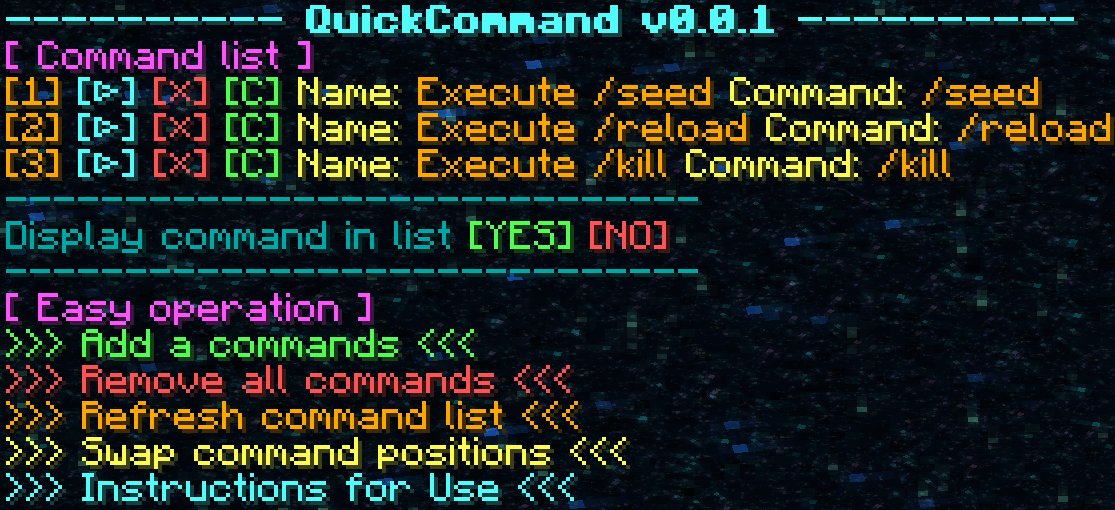 ---------- QuickCommand v0.0.1 ----------
[ Command list ]
[1] [▷] [X] [C] Name: Execute /seed Command: /seed
[2] [▷] [X] [C] Name: Execute /reload Command: /reload
[3] [▷] [X] [C] Name: Execute /kill Command: /kill
-----------------------------
Display command in list [YES] [NO]
-----------------------------
[ Easy operation ]
>>> Add a commands <<<
>>> Remove all commands <<<
>>> Refresh command list <<<
>>> Swap command positions <<<
>>> Instructions for Use <<<